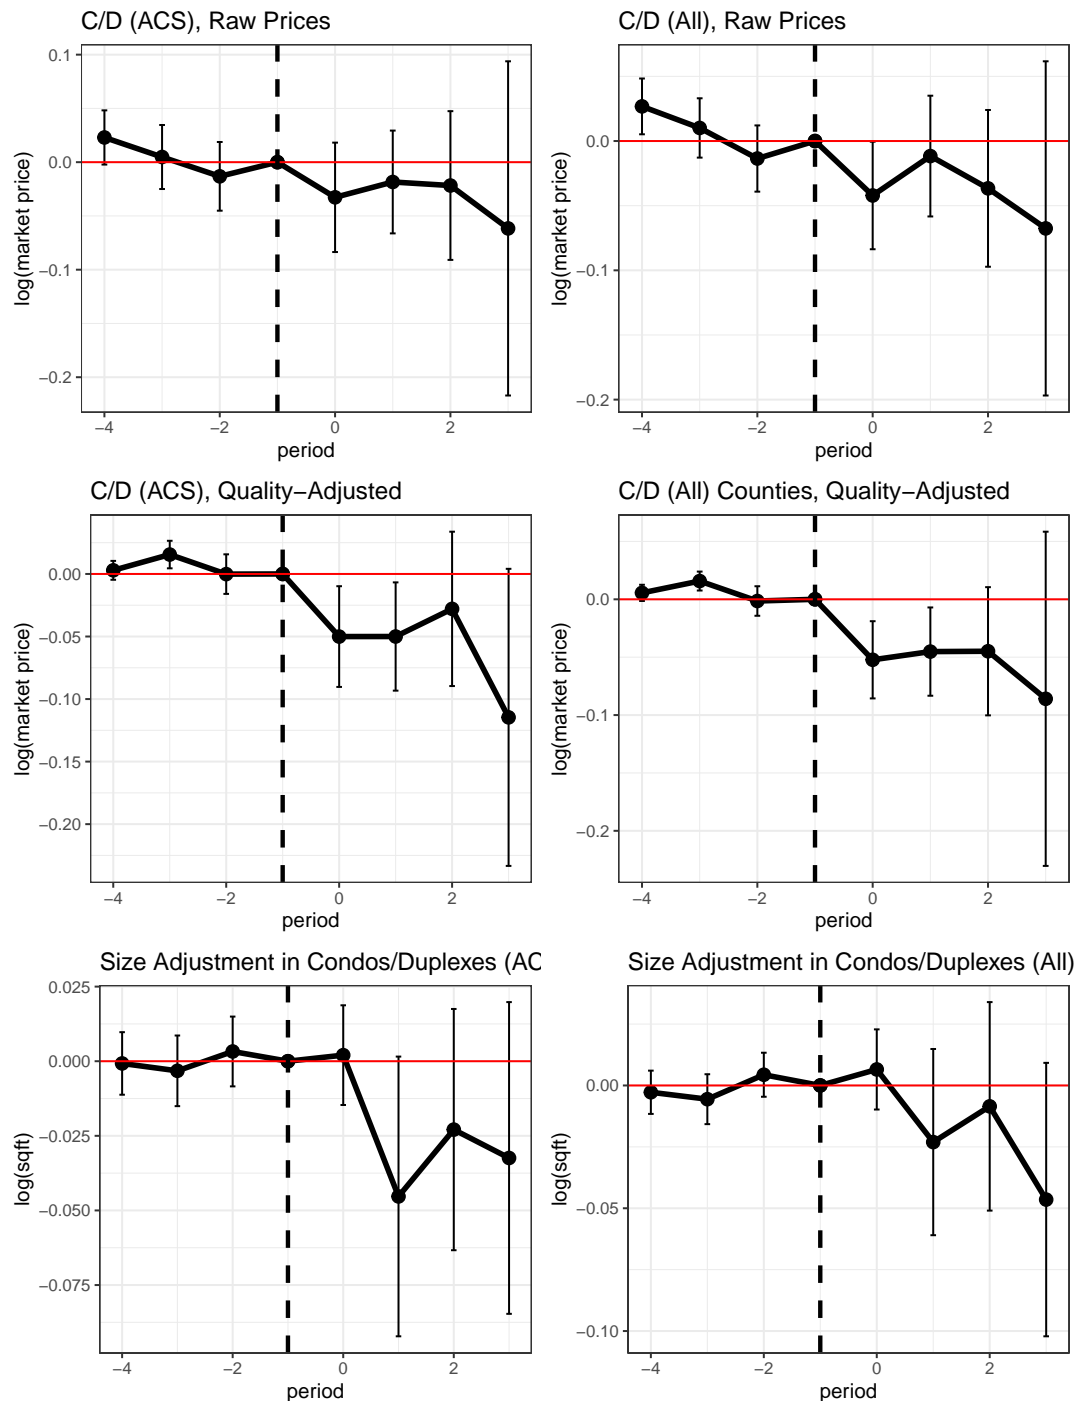 C/D (ACS), Raw Prices
log(market price)
0.1
0.0
−0.1
−0.2
−4
−2
0
2
period
C/D (All), Raw Prices
log(market price)
0.0
−0.1
−0.2
−4
−2
0
2
period
C/D (ACS), Quality−Adjusted
log(market price)
0.00
−0.05
−0.10
−0.15
−0.20
−4
−2
0
2
period
C/D (All) Counties, Quality−Adjusted
log(market price)
0.0
−0.1
−0.2
−4
−2
0
2
period
Size Adjustment in Condos/Duplexes (AC
log(sqft)
0.025
0.000
−0.025
−0.050
−0.075
−4
−2
0
2
period
Size Adjustment in Condos/Duplexes (All)
log(sqft)
0.00
−0.05
−0.10
−4
−2
0
2
period